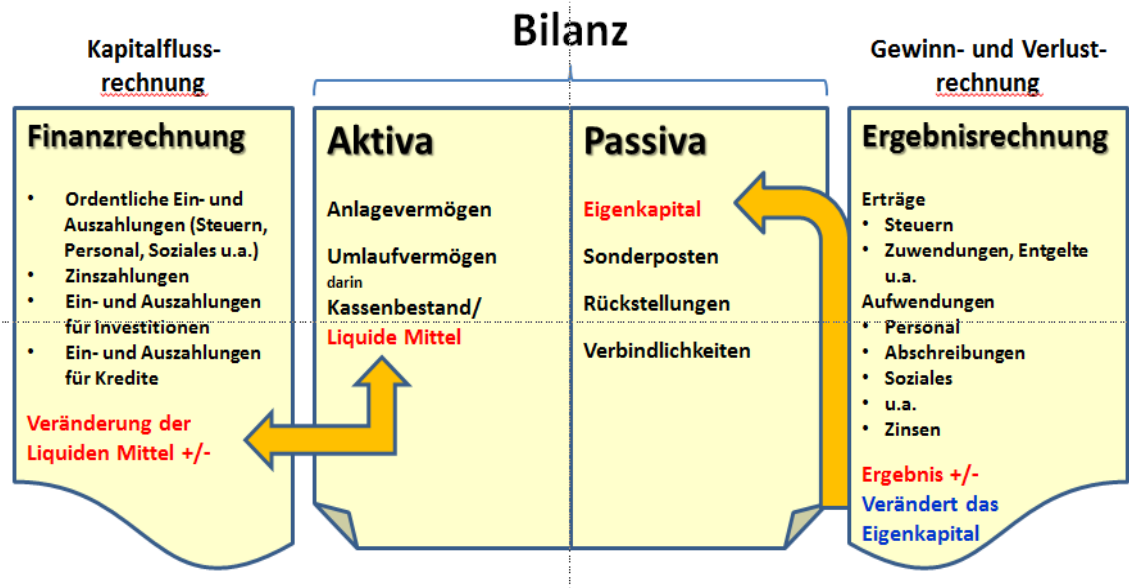 Bilanz
Kapitalfluss-
rechnung
Finanzrechnung
• Ordentliche Ein- und
Auszahlungen (Steuern,
Personal, Soziales u.a.)
• Zinszahlungen
• Ein- und Auszahlungen
für Investitionen
• Ein- und Auszahlungen
für Kredite
Veränderung der
Liquiden Mittel +/-
Aktiva
Anlagevermögen
Umlaufvermögen
darin
Kassenbestand/
Liquide Mittel
Passiva
Eigenkapital
Sonderposten
Rückstellungen
Verbindlichkeiten
Gewinn- und Verlust-
rechnung
Ergebnisrechnung
Erträge
• Steuern
• Zuwendungen, Entgelte
u.a.
Aufwendungen
• Personal
• Abschreibungen
• Soziales
• u.a.
• Zinsen
Ergebnis +/-
Verändert das
Eigenkapital